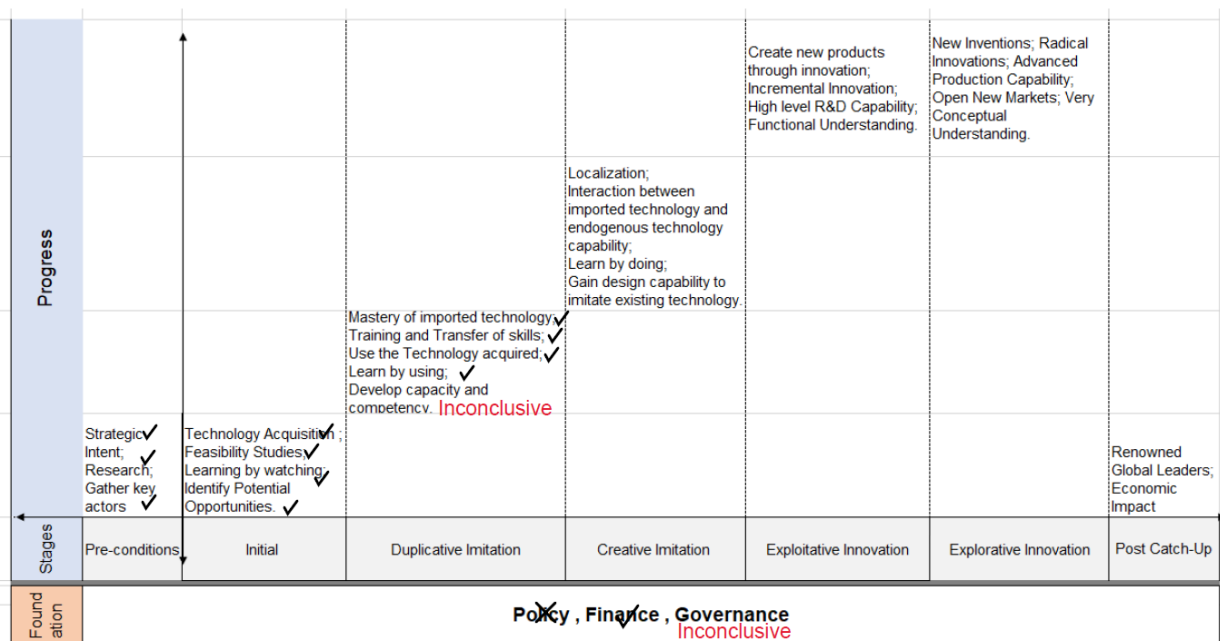 Progress
Create new products
through innovation;
Incremental Innovation;
High level R&D Capability;
Functional Understanding.
New Inventions; Radical
Innovations; Advanced
Production Capability;
Open New Markets; Very
Conceptual
Understanding.
Localization;
Interaction between
imported technology and
endogenous technology
capability;
Learn by doing;
Gain design capability to
imitate existing technology.
Mastery of imported technology;
Training and Transfer of skills;
Use the Technology acquired;
Learn by using;
Develop capacity and
competency. Inconclusive
Strategic
Intent;
Research;
Gather key
actors
Technology Acquisition ;
Feasibility Studies;
Learning by watching;
Identify Potential
Opportunities.
Renowned
Global Leaders;
Economic
Impact
Stages
Pre-conditions
Initial
Duplicative Imitation
Creative Imitation
Exploitative Innovation
Explorative Innovation
Post Catch-Up
Found
ation
Policy , Finance , Governance
Inconclusive